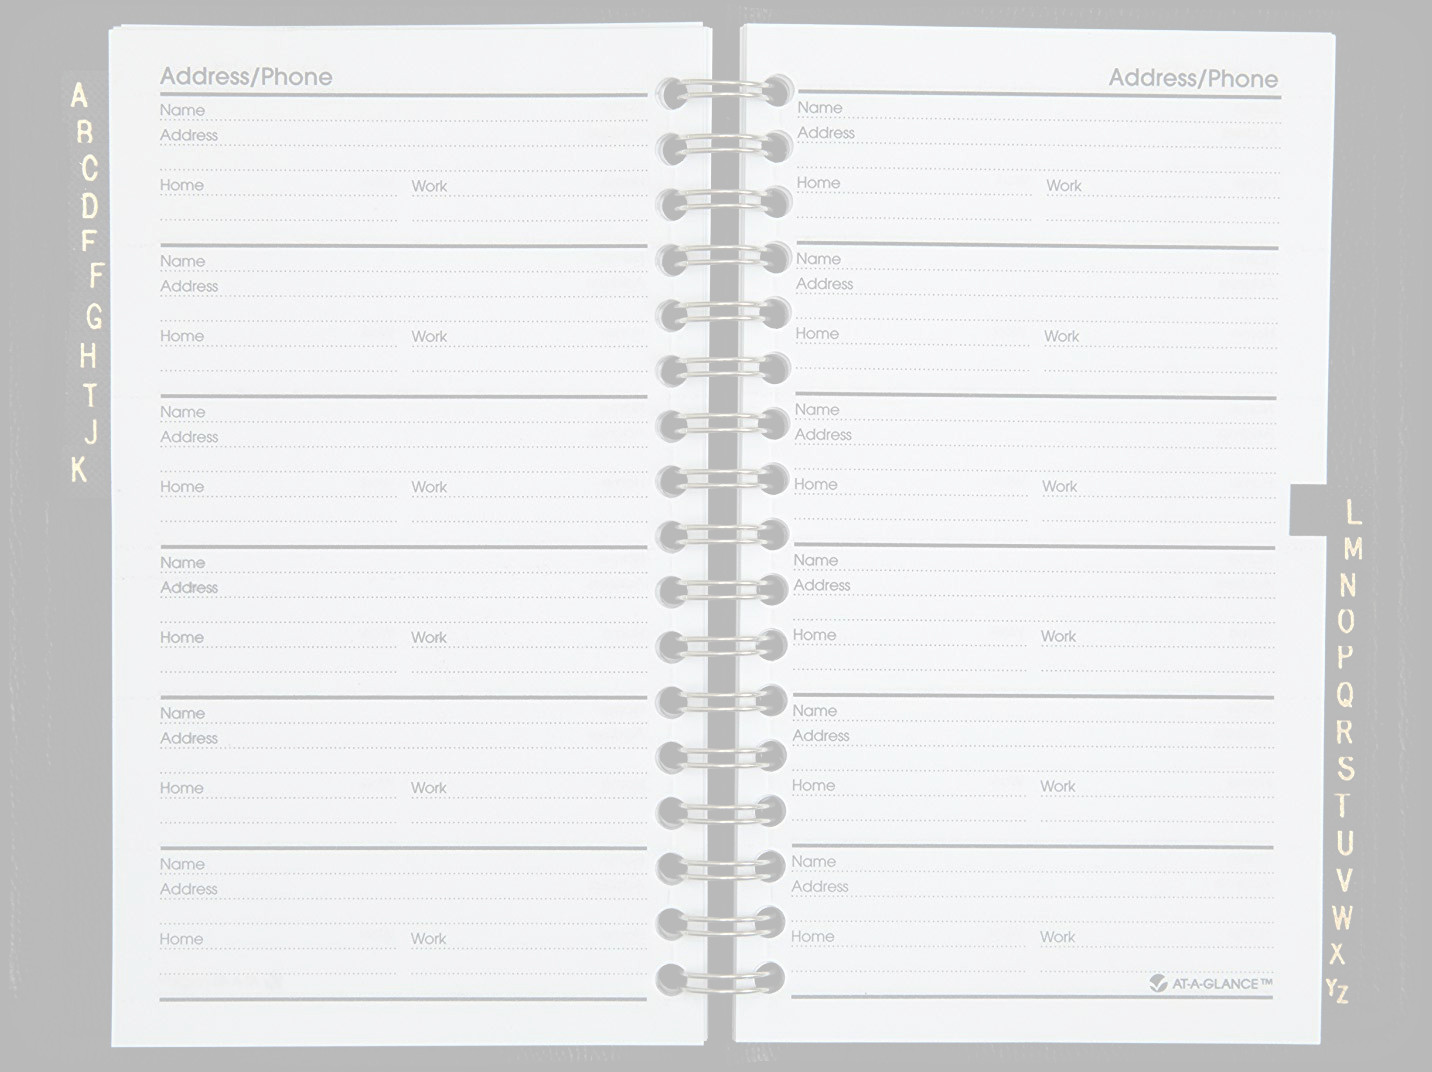 A
B
C
D
F
F
G
H
T
J
K
Address/Phone
Name
Address
Home Work
Name
Address
Home Work
Name
Address
Home Work
Name
Address
Home Work
Name
Address
Home Work
Name
Address
Home Work
Address/Phone
Name
Address
Home Work
Name
Address
Home Work
Name
Address
Home Work
Name
Address
Home Work
Name
Address
Home Work
Name
Address
Home Work
AT-A-GLANCE™
L
M
N
O
P
Q
R
S
T
U
V
W
X
YZ